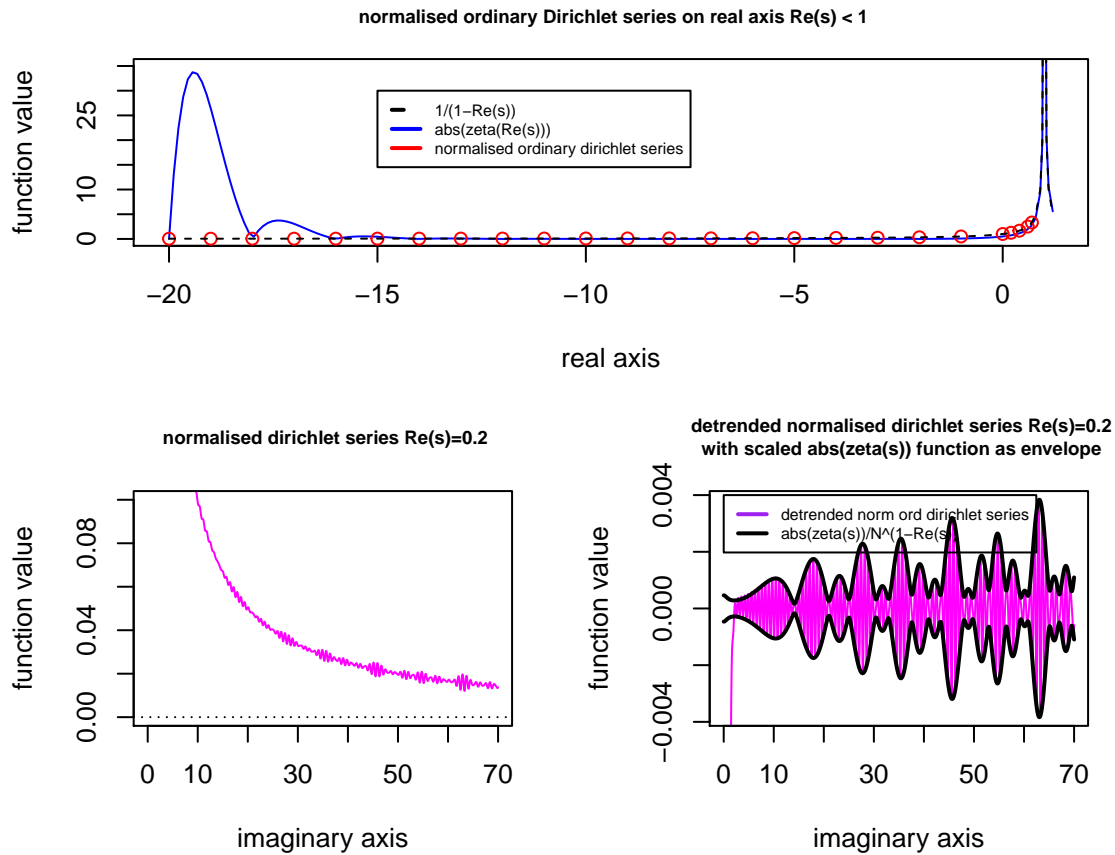 normalised ordinary Dirichlet series on real axis Re(s) < 1
function value
0
10
25
1/(1−Re(s))
abs(zeta(Re(s)))
normalised ordinary dirichlet series
−20
−15
−10
−5
0
real axis
normalised dirichlet series Re(s)=0.2
function value
0.00
0.04
0.08
0
10
30
50
70
imaginary axis
detrended normalised dirichlet series Re(s)=0.2
with scaled abs(zeta(s)) function as envelope
function value
−0.004
0.000
0.004
detrended norm ord dirichlet series
abs(zeta(s))/N^(1−Re(s)
0
10
30
50
70
imaginary axis